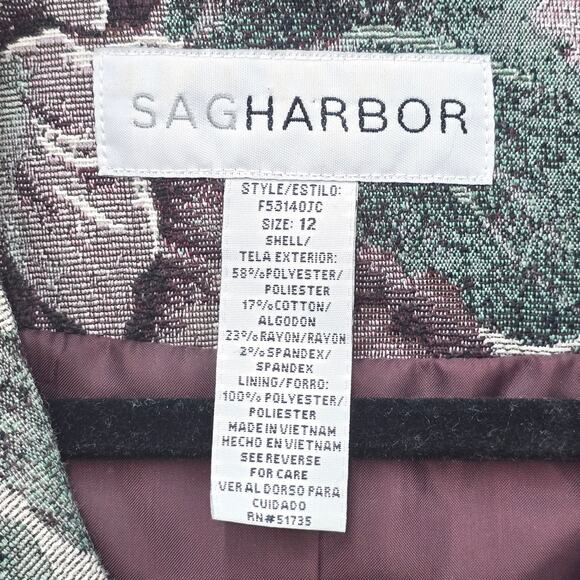 SAGHARBOR
STYLE/ESTILO:
F53140JC
SIZE: 12
SHELL/
TELA EXTERIOR:
58%POLYESTER/
POLIESTER
17%COTTON/
ALGODON
23%RAYON/RAYON
2%SPANDEX/
SPANDEX
LINING/FORRO:
100%POLYESTER/
POLIESTER
MADE IN VIETNAM
HECHO EN VIETNAM
SEE REVERSE
FOR CARE
VER AL DORSO PARA
CUIDADO
RN#51735